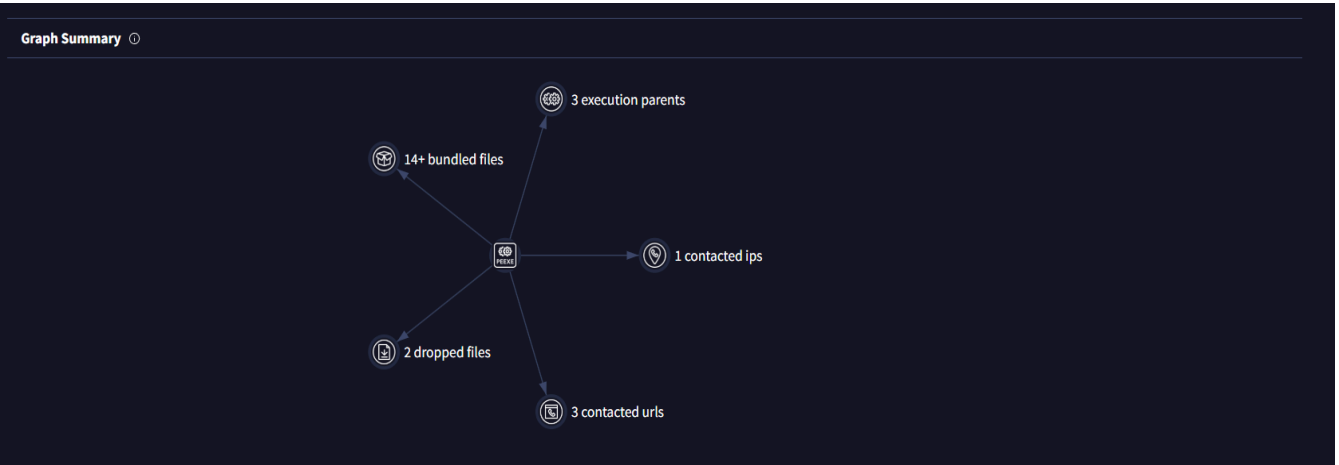 Graph Summary
3 execution parents
14+ bundled files
PEEXE
1 contacted ips
2 dropped files
3 contacted urls